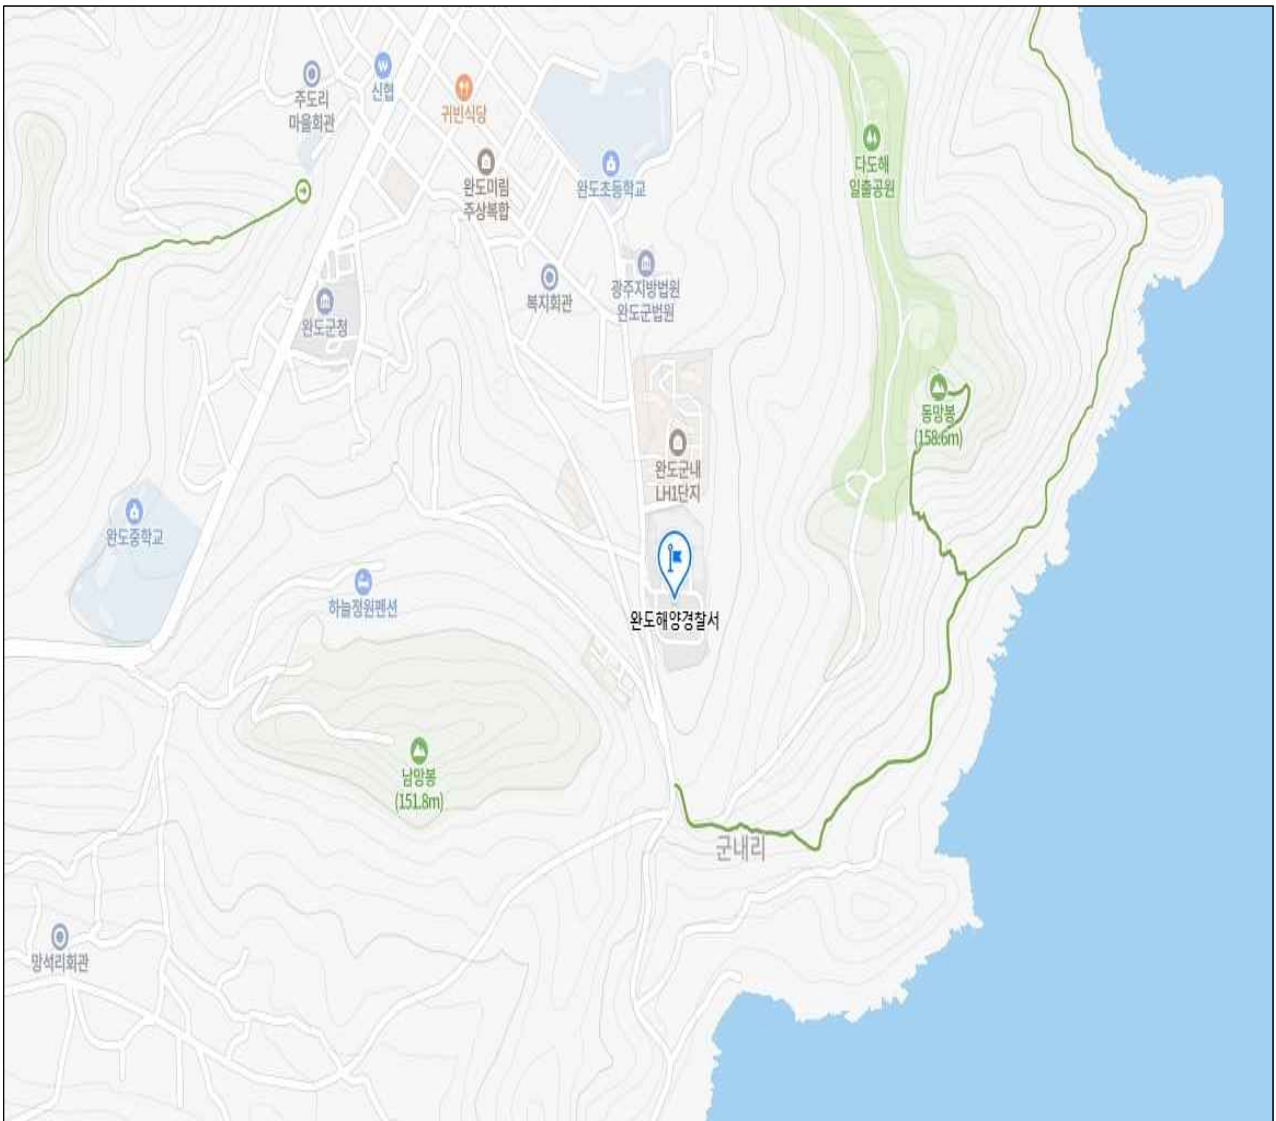 주도리
마을회관
신협
귀빈식당
완도미림
주상복합
완도초등학교
다도해
일출공원
복지회관
광주지방법원
완도군법원
완도군청
동망봉
(158.6m)
완도군내
LH1단지
완도중학교
하늘정원펜션
완도해양경찰서
남망봉
(151.8m)
군내리
망석리회관